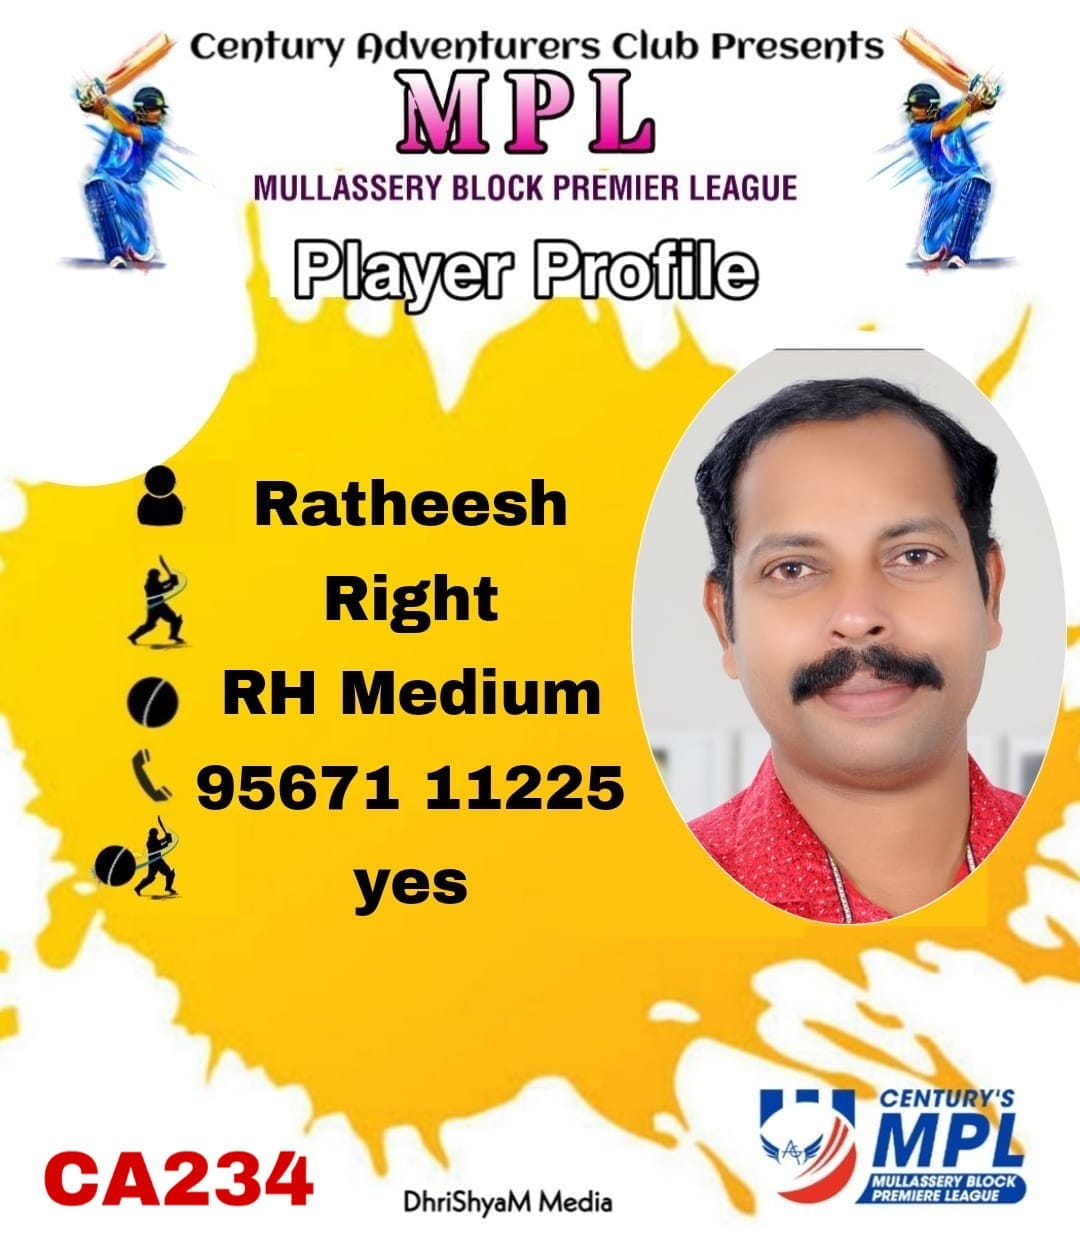 Century Adventurers Club Presents
MPL
MULLASSERY BLOCK PREMIER LEAGUE
Player Profile
Ratheesh
Right
RH Medium
95671 11225
yes
CA234
DhriShyaM Media
CENTURY'S
MPL
MULLASSERY BLOCK
PREMIERE LEAGUE